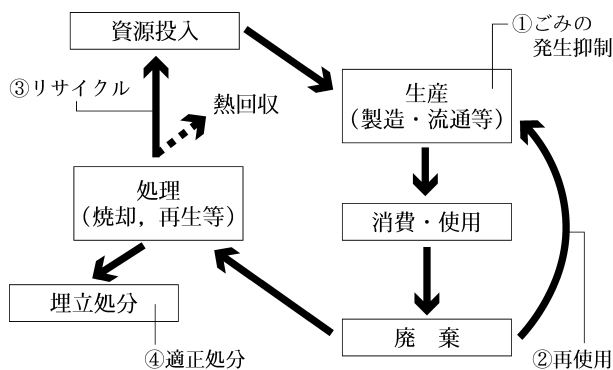 資源投入
①ごみの
発生抑制
③リサイクル
熱回収
生産
(製造・流通等)
処理
(焼却，再生等)
消費・使用
埋立処分
廃　棄
④適正処分
②再使用